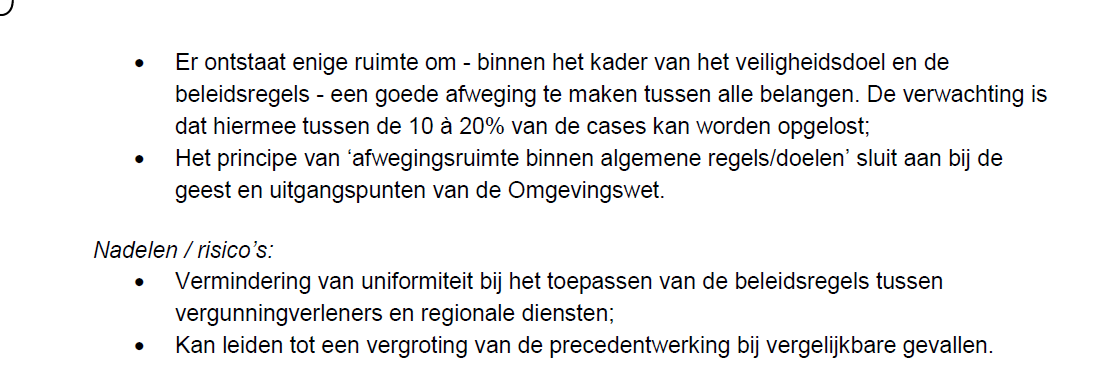 • Er ontstaat enige ruimte om - binnen het kader van het veiligheidsdoel en de
beleidsregels - een goede afweging te maken tussen alle belangen. De verwachting is
dat hiermee tussen de 10 à 20% van de cases kan worden opgelost;
• Het principe van ‘afwegingsruimte binnen algemene regels/doelen’ sluit aan bij de
geest en uitgangspunten van de Omgevingswet.
Nadelen / risico’s:
• Vermindering van uniformiteit bij het toepassen van de beleidsregels tussen
vergunningverleners en regionale diensten;
• Kan leiden tot een vergroting van de precedentwerking bij vergelijkbare gevallen.